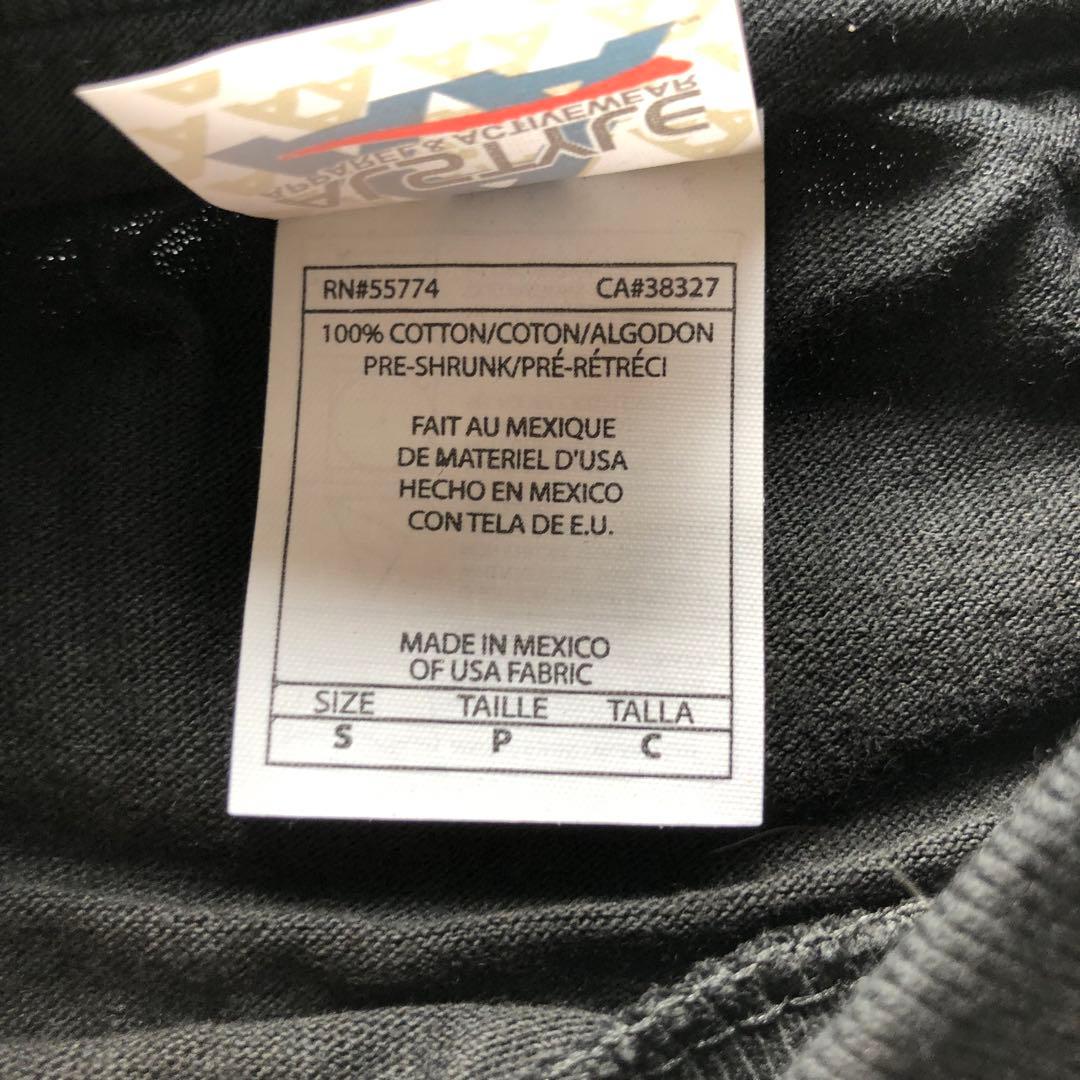 ALSTYLE
APPAREL & ACTIVEWEAR
RN#55774 CA#38327
100% COTTON/COTON/ALGODON
PRE-SHRUNK/PRÉ-RÉTRÉCI
FAIT AU MEXIQUE
DE MATERIEL D'USA
HECHO EN MEXICO
CON TELA DE E.U.
MADE IN MEXICO
OF USA FABRIC
SIZE TAILLE TALLA
S P C